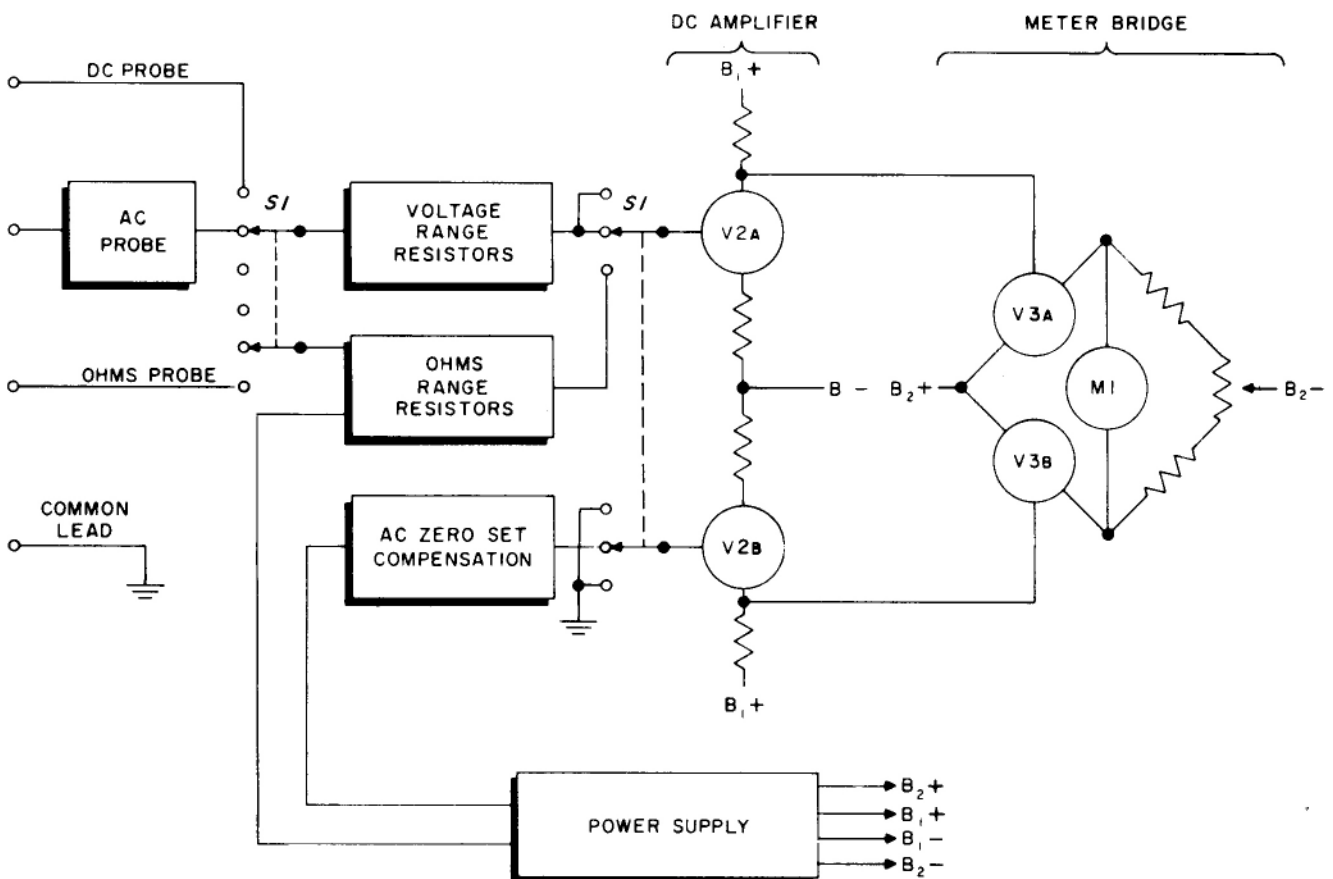 DC AMPLIFIER
METER BRIDGE
DC PROBE
B₁+
AC
PROBE
S1
VOLTAGE
RANGE
RESISTORS
S1
V2A
V3A
OHMS PROBE
OHMS
RANGE
RESISTORS
B -
B₂+
M1
B₂-
V3B
COMMON
LEAD
AC ZERO SET
COMPENSATION
V2B
B₁+
POWER SUPPLY
B₂+
B₁+
B₁-
B₂-